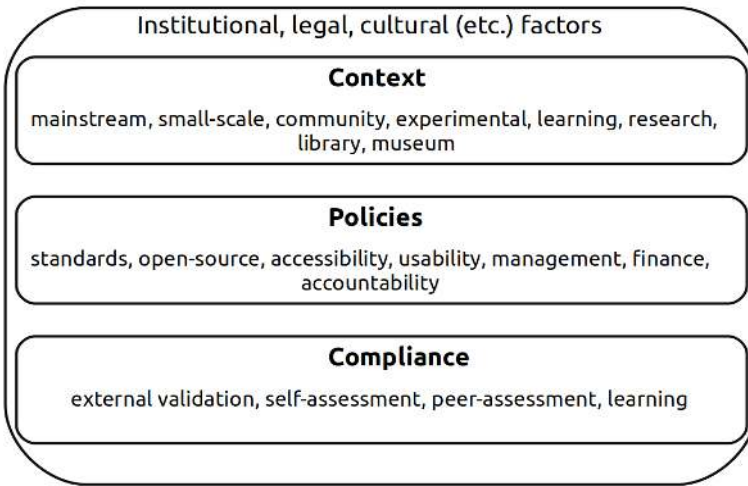 Institutional, legal, cultural (etc.) factors
Context
mainstream, small-scale, community, experimental, learning, research,
library, museum
Policies
standards, open-source, accessibility, usability, management, finance,
accountability
Compliance
external validation, self-assessment, peer-assessment, learning